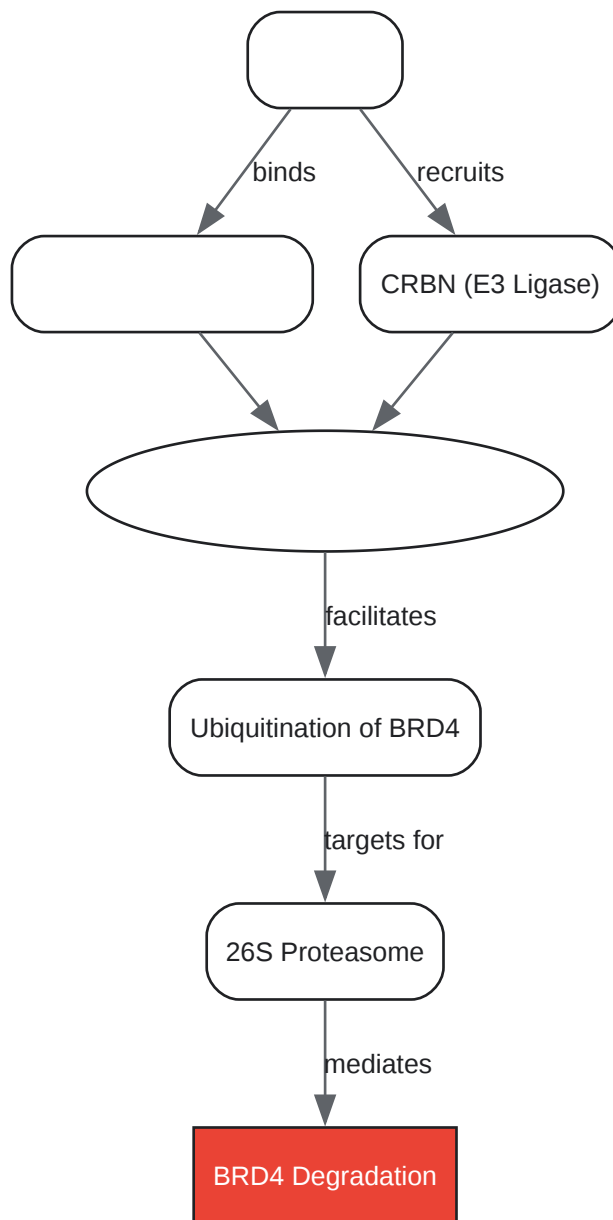 binds
recruits
CRBN (E3 Ligase)
facilitates
Ubiquitination of BRD4
targets for
26S Proteasome
mediates
BRD4 Degradation